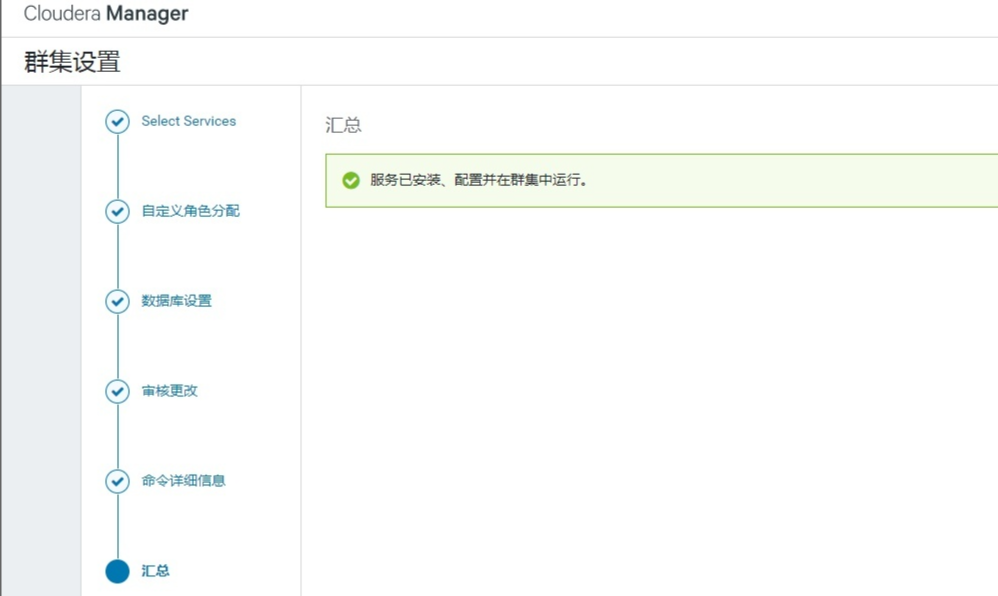 Cloudera Manager
群集设置
Select Services
自定义角色分配
数据库设置
审核更改
命令详细信息
汇总
汇总
服务已安装、配置并在群集中运行。